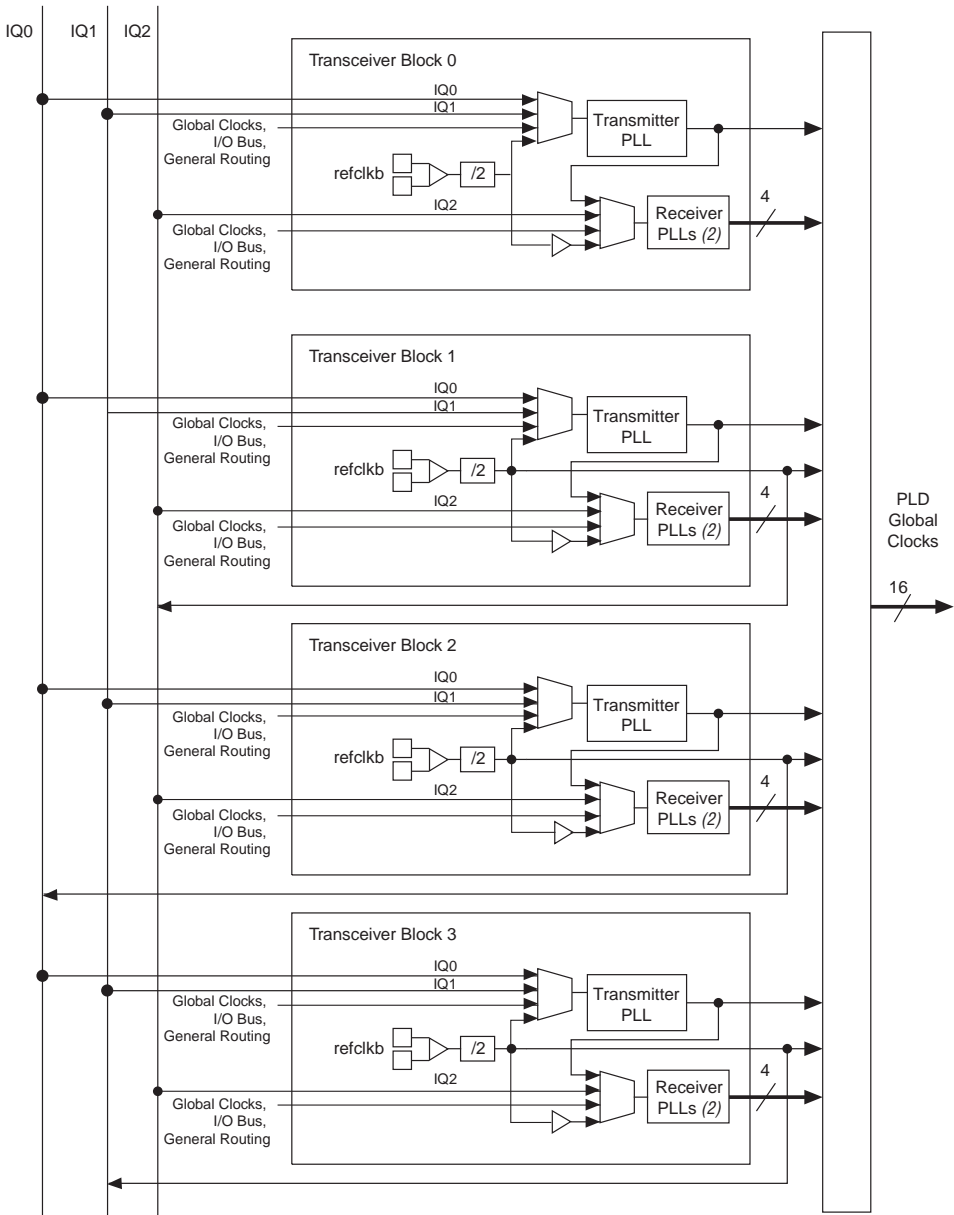 IQ0 IQ1 IQ2
Transceiver Block 0
IQ0
IQ1
Global Clocks,
I/O Bus,
General Routing
Transmitter
PLL
refclkb
/2
IQ2
Global Clocks,
I/O Bus,
General Routing
Receiver
PLLs (2)
4
Transceiver Block 1
IQ0
IQ1
Global Clocks,
I/O Bus,
General Routing
Transmitter
PLL
refclkb
/2
IQ2
Global Clocks,
I/O Bus,
General Routing
Receiver
PLLs (2)
4
PLD
Global
Clocks
16
Transceiver Block 2
IQ0
IQ1
Global Clocks,
I/O Bus,
General Routing
Transmitter
PLL
refclkb
/2
IQ2
Global Clocks,
I/O Bus,
General Routing
Receiver
PLLs (2)
4
Transceiver Block 3
IQ0
IQ1
Global Clocks,
I/O Bus,
General Routing
Transmitter
PLL
refclkb
/2
IQ2
Global Clocks,
I/O Bus,
General Routing
Receiver
PLLs (2)
4